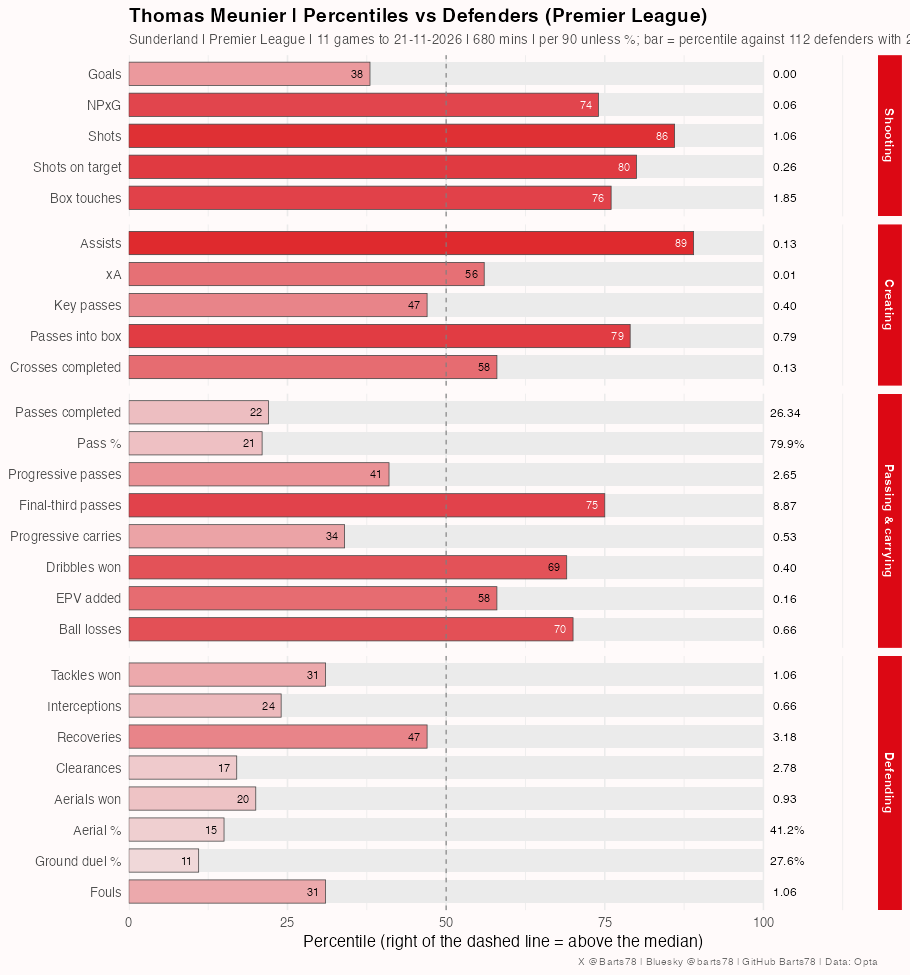 Thomas Meunier | Percentiles vs Defenders (Premier League)
Sunderland | Premier League | 11 games to 21-11-2026 | 680 mins | per 90 unless %; bar = percentile against 112 defenders with 2
Goals 38 0.00
NPxG 74 0.06
Shots 86 1.06
Shots on target 80 0.26
Box touches 76 1.85
Shooting
Assists 89 0.13
xA 56 0.01
Key passes 47 0.40
Passes into box 79 0.79
Crosses completed 58 0.13
Creating
Passes completed 22 26.34
Pass % 21 79.9%
Progressive passes 41 2.65
Final-third passes 75 8.87
Progressive carries 34 0.53
Dribbles won 69 0.40
EPV added 58 0.16
Ball losses 70 0.66
Passing & carrying
Tackles won 31 1.06
Interceptions 24 0.66
Recoveries 47 3.18
Clearances 17 2.78
Aerials won 20 0.93
Aerial % 15 41.2%
Ground duel % 11 27.6%
Fouls 31 1.06
Defending
0 25 50 75 100
Percentile (right of the dashed line = above the median)
X @Barts78 | Bluesky @barts78 | GitHub Barts78 | Data: Opta